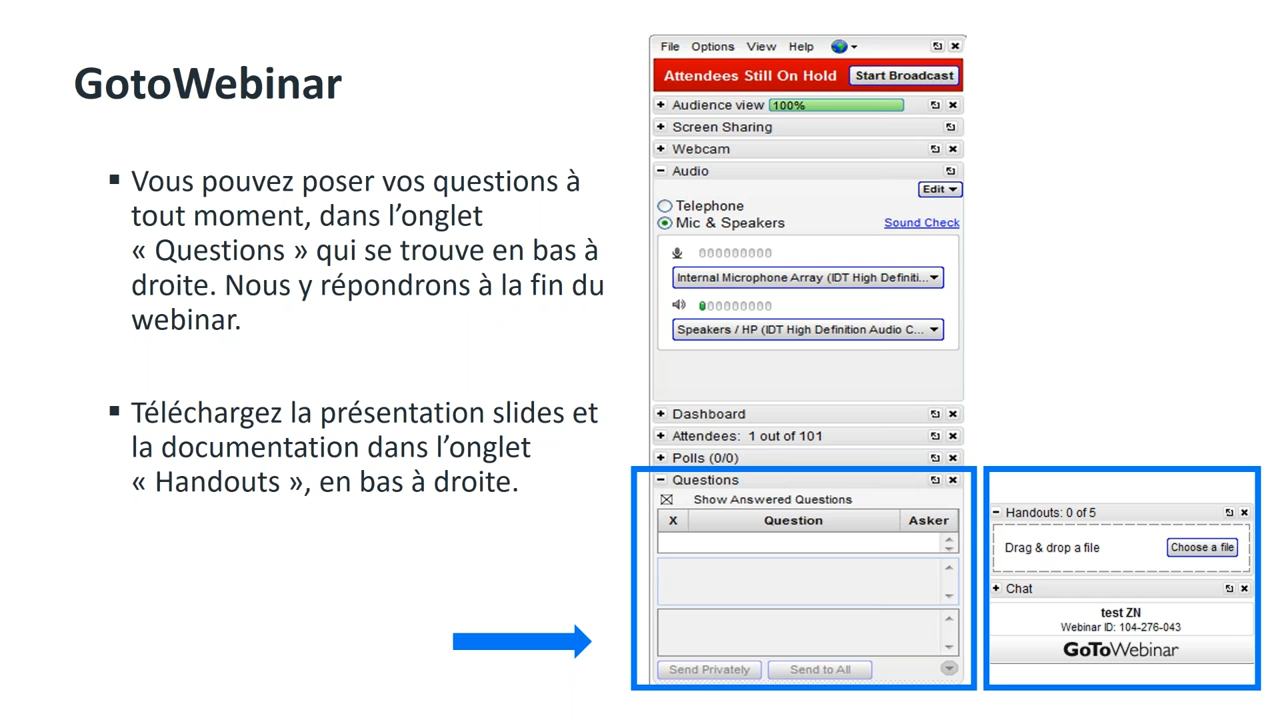 GotoWebinar
▪ Vous pouvez poser vos questions à
tout moment, dans l’onglet
« Questions » qui se trouve en bas à
droite. Nous y répondrons à la fin du
webinar.
▪ Téléchargez la présentation slides et
la documentation dans l’onglet
« Handouts », en bas à droite.
File Options View Help
Attendees Still On Hold Start Broadcast
Audience view 100%
Screen Sharing
Webcam
Audio
Edit
Telephone
Mic & Speakers Sound Check
Internal Microphone Array (IDT High Definiti...
Speakers / HP (IDT High Definition Audio C...
Dashboard
Attendees: 1 out of 101
Polls (0/0)
Questions
Show Answered Questions
X Question Asker
Send Privately Send to All
Handouts: 0 of 5
Drag & drop a file Choose a file
Chat
test ZN
Webinar ID: 104-276-043
GoToWebinar